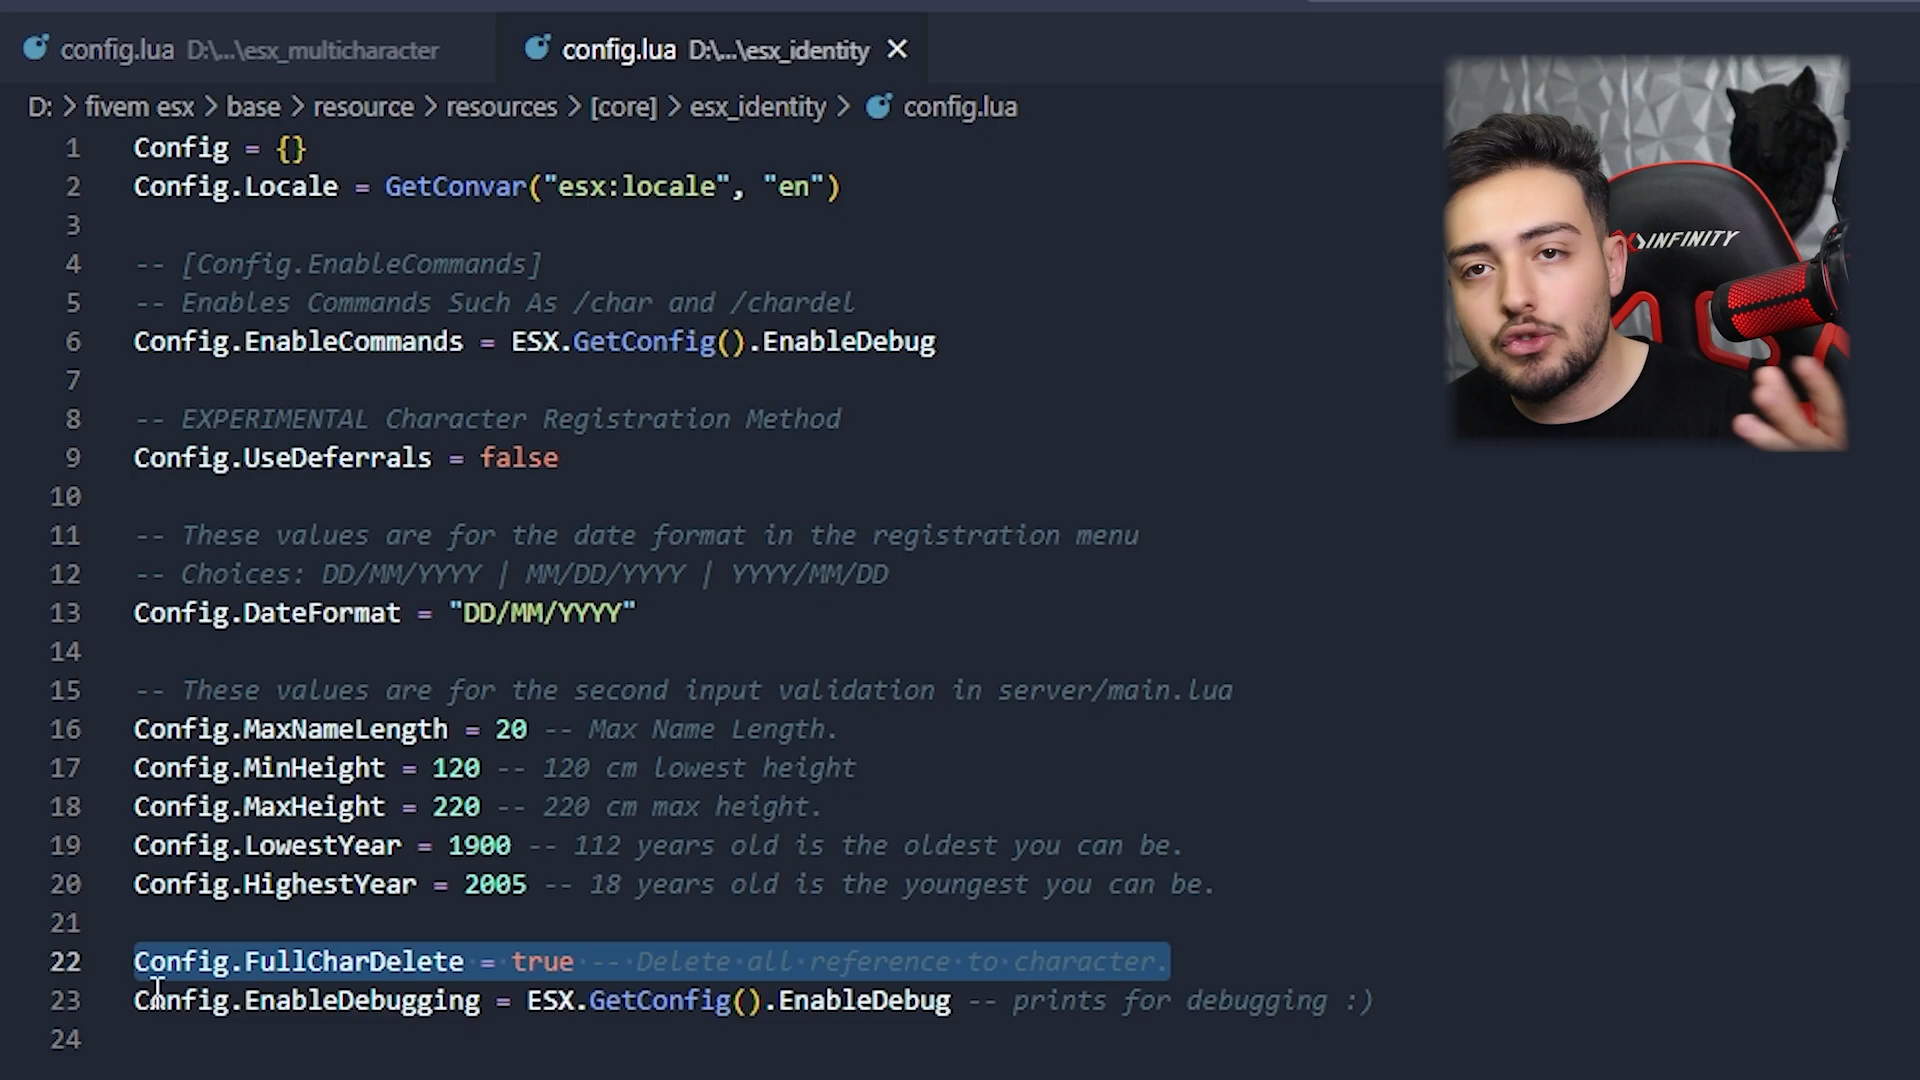 config.lua D:\...\esx_multicharacter
config.lua D:\...\esx_identity
D: > fivem esx > base > resource > resources > [core] > esx_identity > config.lua
1 Config = {}
2 Config.Locale = GetConvar("esx:locale", "en")
3
4 -- [Config.EnableCommands]
5 -- Enables Commands Such As /char and /chardel
6 Config.EnableCommands = ESX.GetConfig().EnableDebug
7
8 -- EXPERIMENTAL Character Registration Method
9 Config.UseDeferrals = false
10
11 -- These values are for the date format in the registration menu
12 -- Choices: DD/MM/YYYY | MM/DD/YYYY | YYYY/MM/DD
13 Config.DateFormat = "DD/MM/YYYY"
14
15 -- These values are for the second input validation in server/main.lua
16 Config.MaxNameLength = 20 -- Max Name Length.
17 Config.MinHeight = 120 -- 120 cm lowest height
18 Config.MaxHeight = 220 -- 220 cm max height.
19 Config.LowestYear = 1900 -- 112 years old is the oldest you can be.
20 Config.HighestYear = 2005 -- 18 years old is the youngest you can be.
21
22 Config.FullCharDelete = true -- Delete all reference to character.
23 Config.EnableDebugging = ESX.GetConfig().EnableDebug -- prints for debugging :)
24
INFINITY